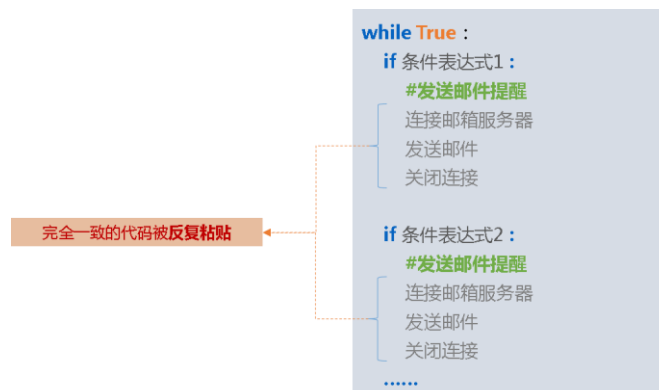 while True：
if 条件表达式1：
#发送邮件提醒
连接邮箱服务器
发送邮件
关闭连接
完全一致的代码被反复粘贴
if 条件表达式2：
#发送邮件提醒
连接邮箱服务器
发送邮件
关闭连接
……